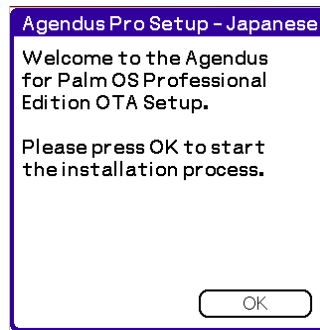 Agendus Pro Setup - Japanese
Welcome to the Agendus
for Palm OS Professional
Edition OTA Setup.
Please press OK to start
the installation process.
OK